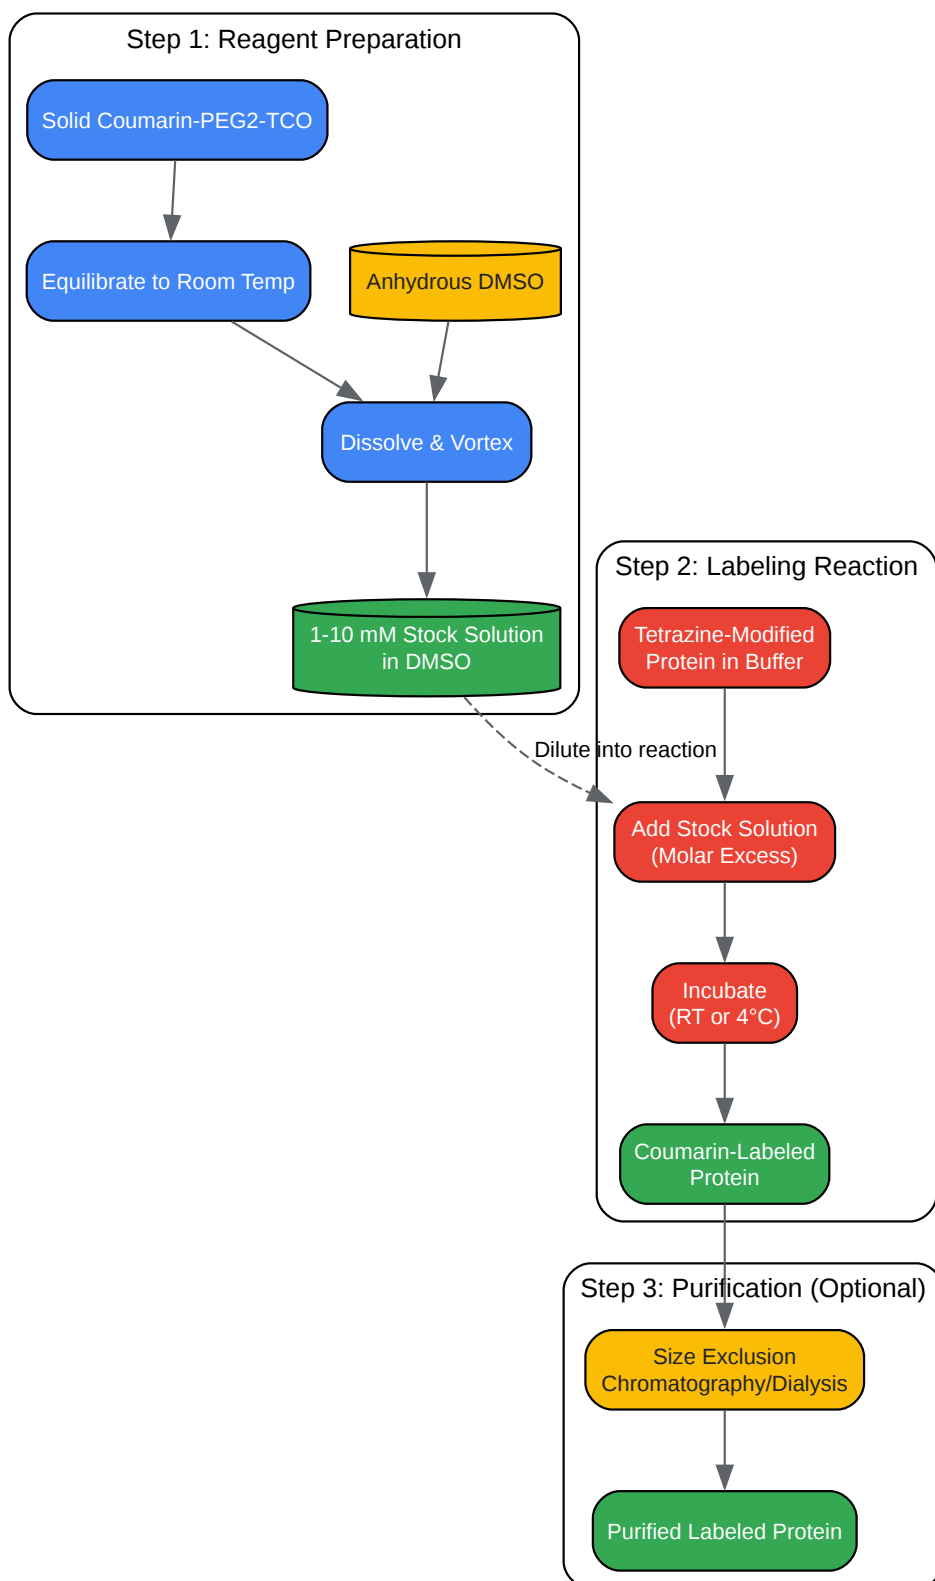 Step 1: Reagent Preparation
Solid Coumarin-PEG2-TCO
Equilibrate to Room Temp
Anhydrous DMSO
Dissolve & Vortex
1-10 mM Stock Solution
in DMSO
Step 2: Labeling Reaction
Tetrazine-Modified
Protein in Buffer
Dilute into reaction
Add Stock Solution
(Molar Excess)
Incubate
(RT or 4°C)
Coumarin-Labeled
Protein
Step 3: Purification (Optional)
Size Exclusion
Chromatography/Dialysis
Purified Labeled Protein